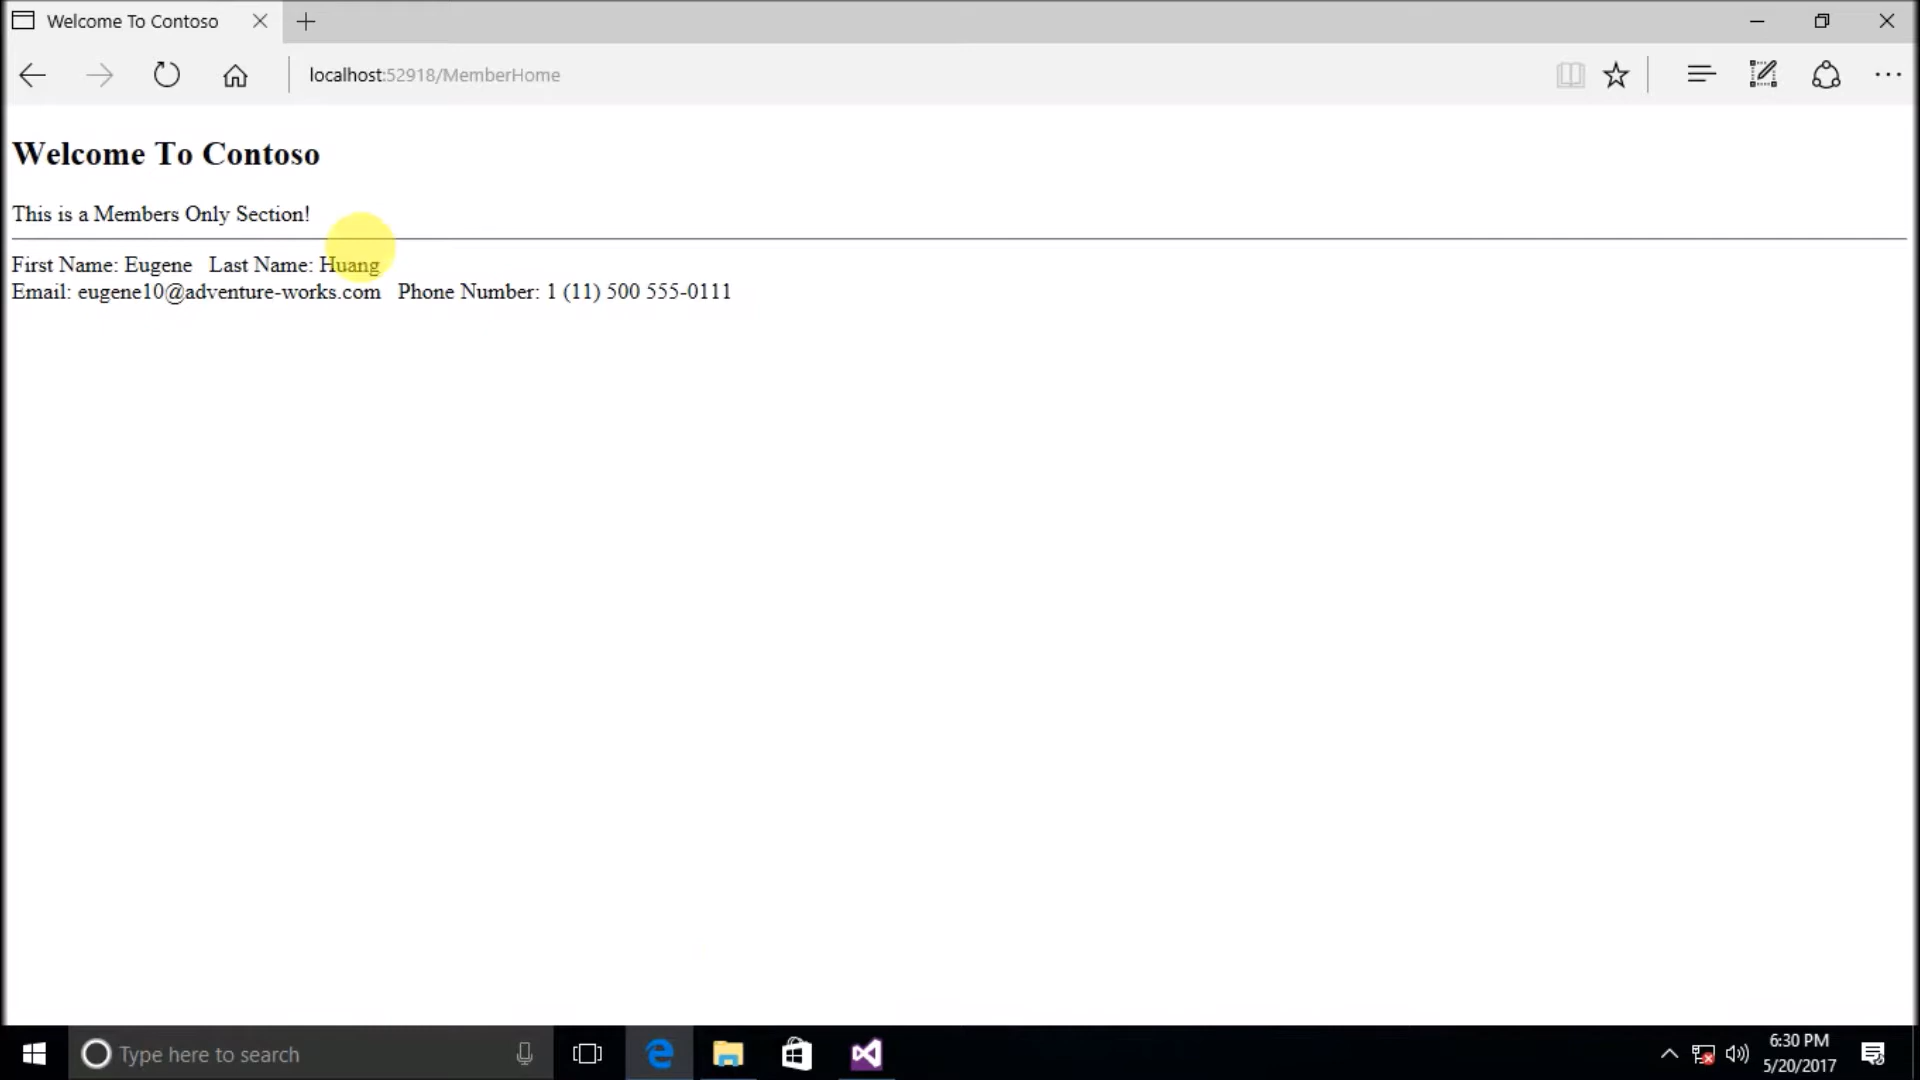 Welcome To Contoso
localhost:52918/MemberHome
Welcome To Contoso
This is a Members Only Section!
First Name: Eugene   Last Name: Huang
Email: eugene10@adventure-works.com   Phone Number: 1 (11) 500 555-0111
Type here to search
6:30 PM
5/20/2017